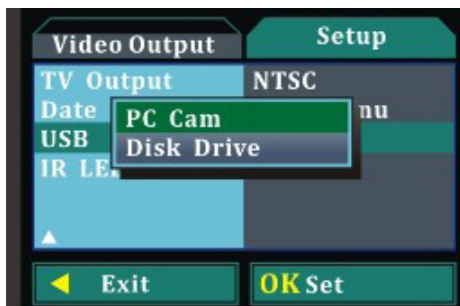 Video Output Setup
TV Output NTSC
Date nu
PC Cam
USB
Disk Drive
IR LE
Exit OK Set